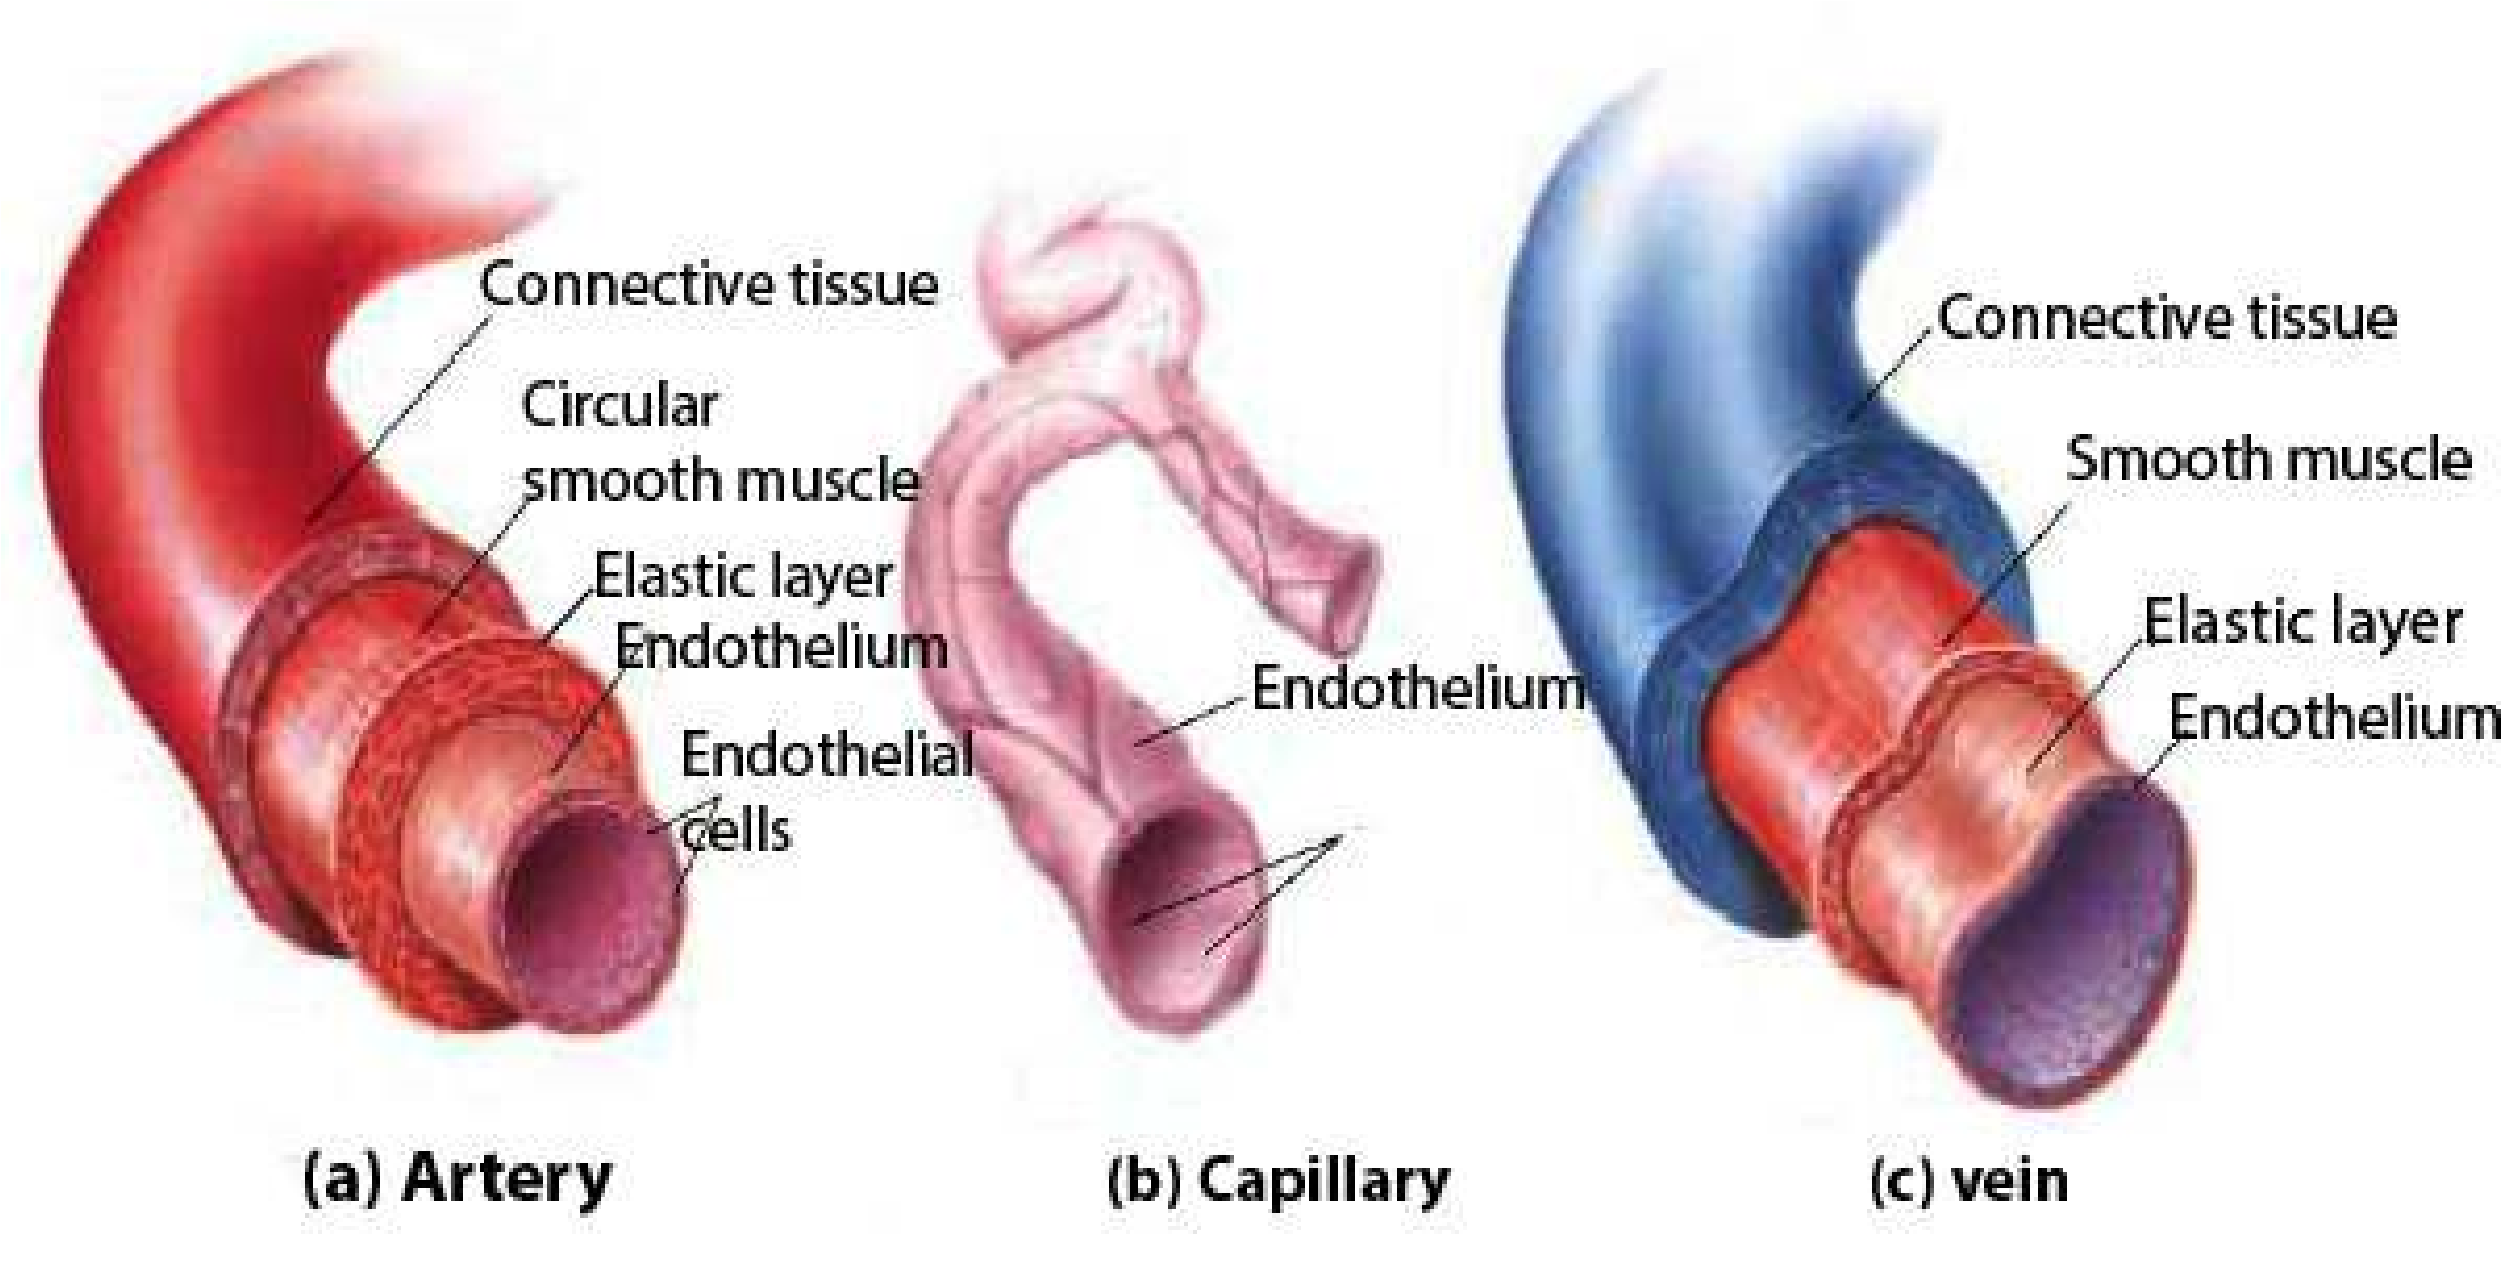 Connective tissue
Circular
smooth muscle
Elastic layer
Endothelium
Endothelial
cells
(a) Artery
Endothelium
(b) Capillary
Connective tissue
Smooth muscle
Elastic layer
Endothelium
(c) vein